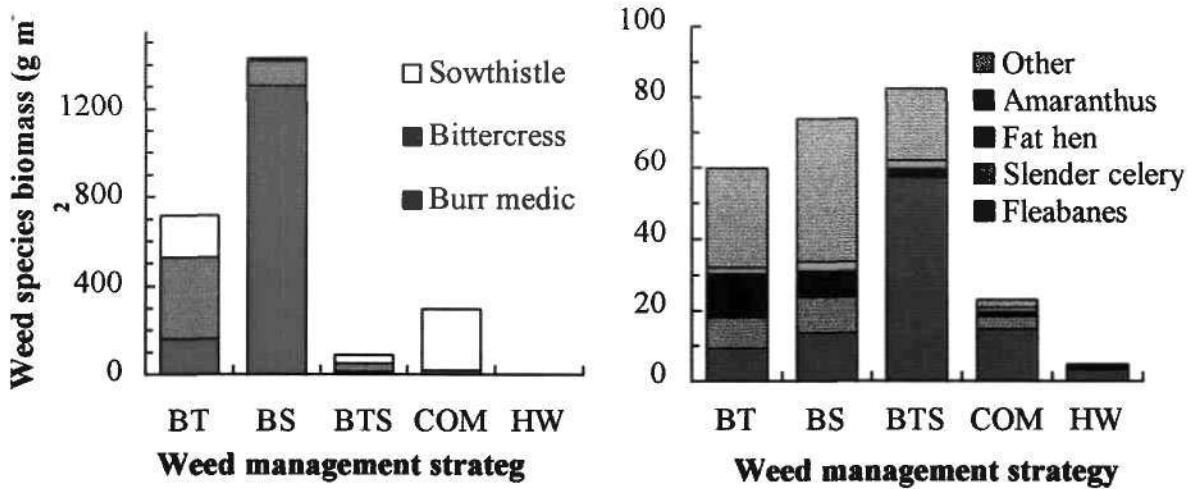 Weed species biomass (g m
2
1200
800
400
0
Sowthistle
Bittercress
Burr medic
BT BS BTS COM HW
Weed management strateg
100
80
60
40
20
0
Other
Amaranthus
Fat hen
Slender celery
Fleabanes
BT BS BTS COM HW
Weed management strategy